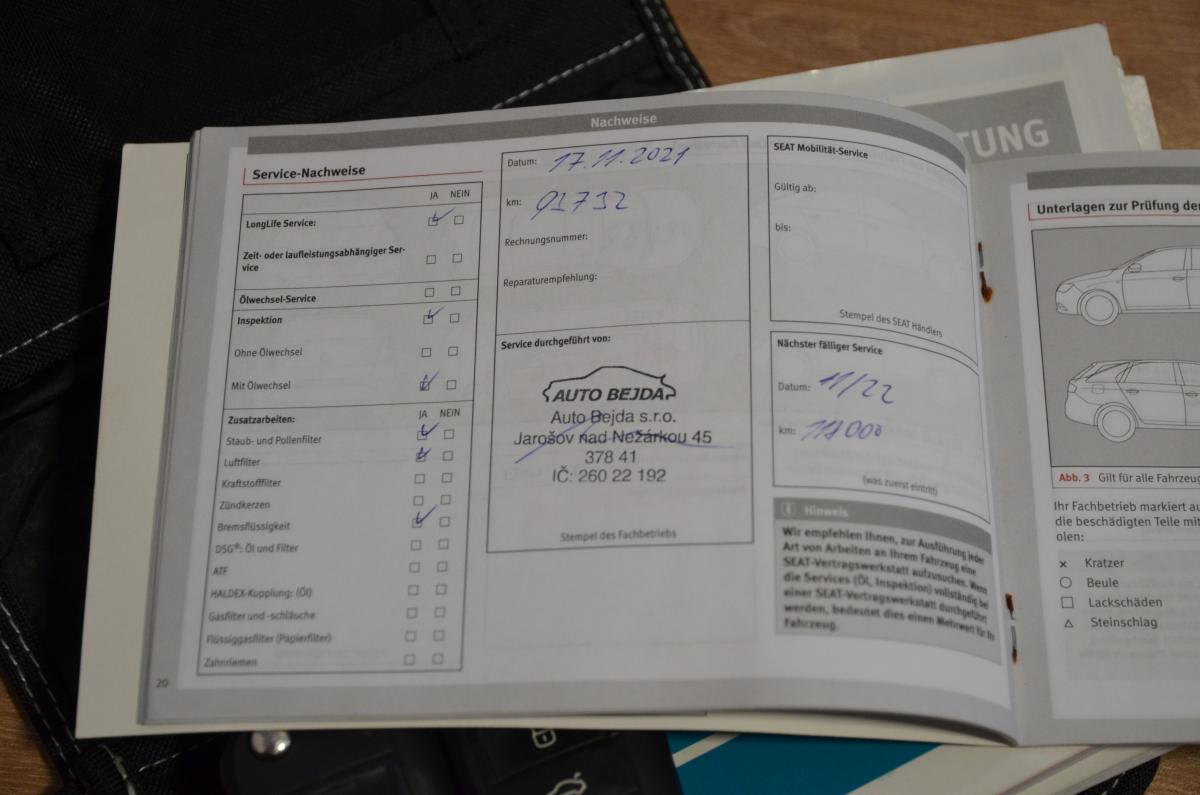 Nachweise
Service-Nachweise
JA NEIN
LongLife Service:
Zeit- oder laufleistungsabhängiger Ser-
vice
Ölwechsel-Service
Inspektion
Ohne Ölwechsel
Mit Ölwechsel
Zusatzarbeiten:
JA NEIN
Staub- und Pollenfilter
Luftfilter
Kraftstofffilter
Zündkerzen
Bremsflüssigkeit
DSG®: Öl und Filter
ATF
HALDEX-Kupplung: (Öl)
Gasfilter und -schläuche
Flüssiggasfilter (Papierfilter)
Zahnriemen
20
Datum: 17.11.2021
km: 91732
Rechnungsnummer:
Reparaturempfehlung:
Service durchgeführt von:
AUTO BEJDA
Auto Bejda s.r.o.
Jarošov nad Nežárkou 45
378 41
IČ: 260 22 192
Stempel des Fachbetriebs
SEAT Mobilität-Service
Gültig ab:
bis:
Stempel des SEAT Händlers
Nächster fälliger Service
Datum: 11/22
km: 111000
(was zuerst eintritt)
i Hinweis
Wir empfehlen Ihnen, zur Ausführung jeder
Art von Arbeiten an Ihrem Fahrzeug eine
SEAT-Vertragswerkstatt aufzusuchen. Wenn
die Services (Öl, Inspektion) vollständig bei
einer SEAT-Vertragswerkstatt durchgeführt
werden, bedeutet dies einen Mehrwert für Ihr
Fahrzeug.
TUNG
Unterlagen zur Prüfung der
Abb. 3 Gilt für alle Fahrzeug
Ihr Fachbetrieb markiert au
die beschädigten Teile mit
olen:
× Kratzer
○ Beule
□ Lackschäden
△ Steinschlag